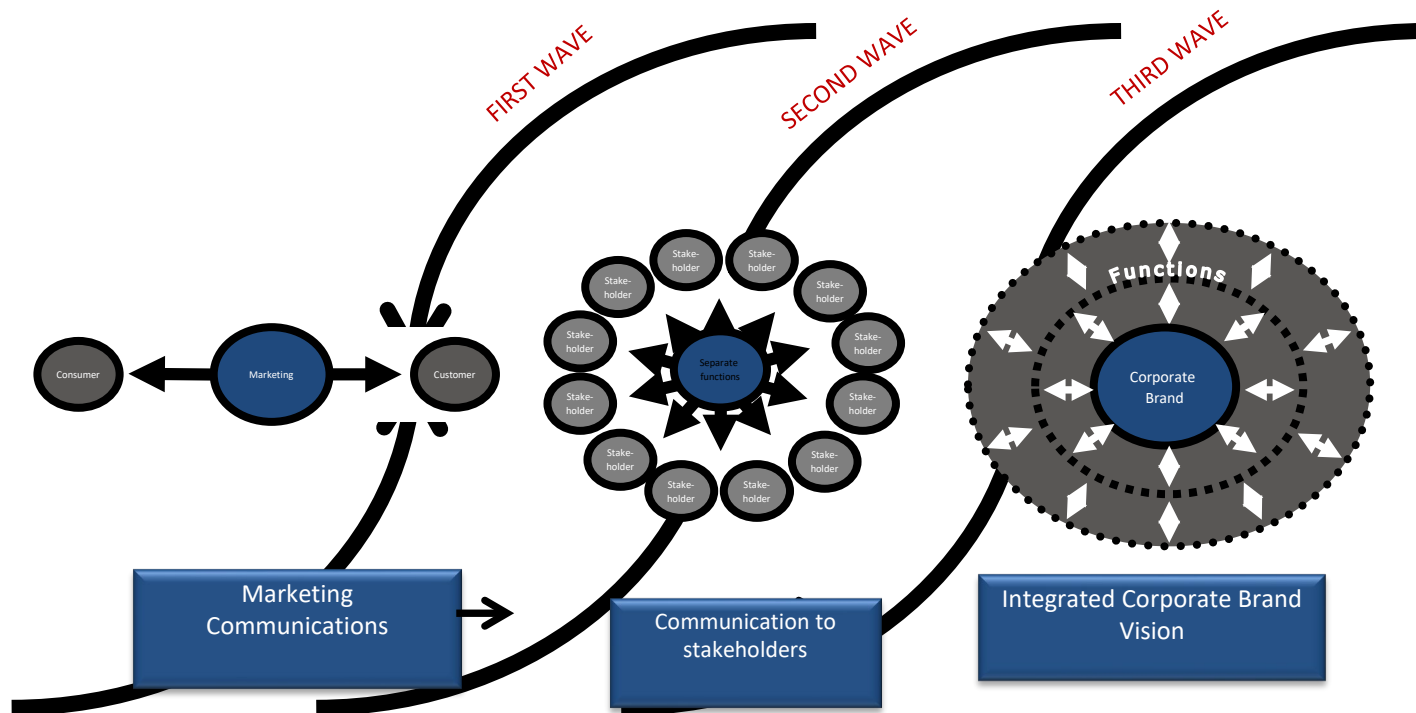 FIRST WAVE
SECOND WAVE
THIRD WAVE
Consumer
Marketing
Customer
Stake-
holder
Stake-
holder
Stake-
holder
Stake-
holder
Stake-
holder
Stake-
holder
Stake-
holder
Stake-
holder
Stake-
holder
Stake-
holder
Stake-
holder
Stake-
holder
Separate
functions
Functions
Corporate
Brand
Marketing
Communications
Communication to
stakeholders
Integrated Corporate Brand
Vision